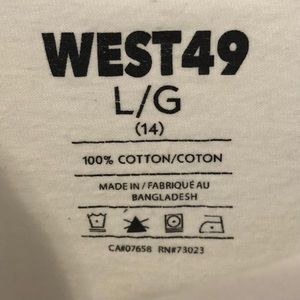 WEST49
L/G
(14)
100% COTTON/COTON
MADE IN / FABRIQUÉ AU
BANGLADESH
CA#07658 RN#73023